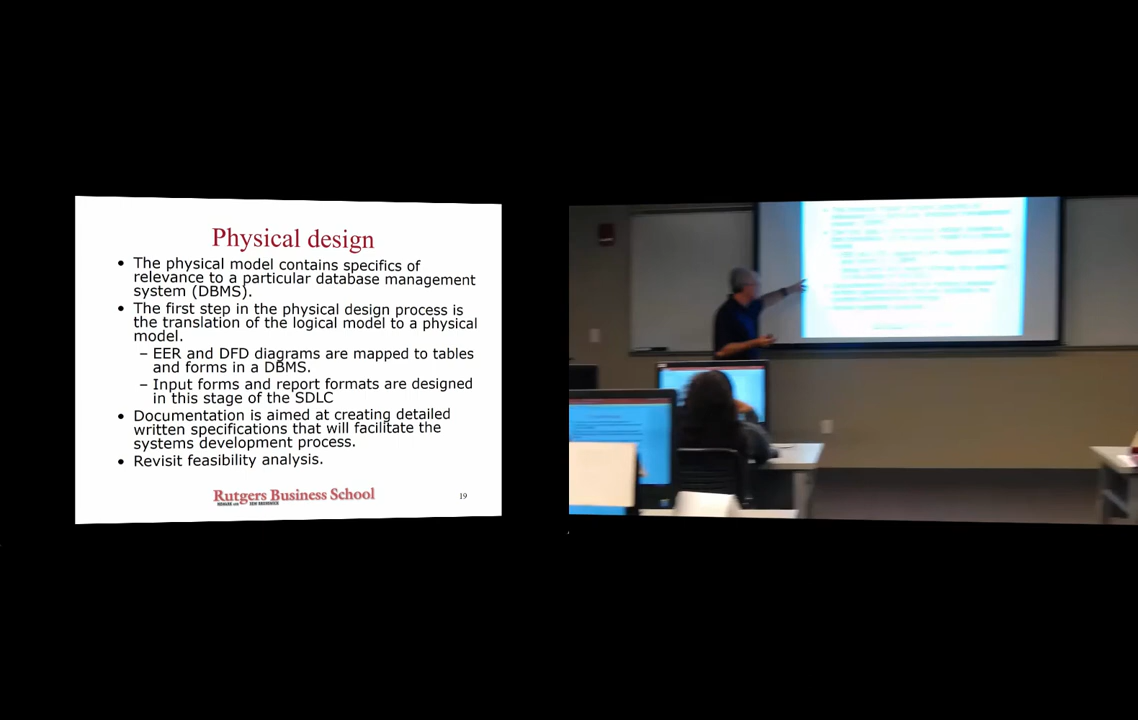 Physical design
• The physical model contains specifics of
relevance to a particular database management
system (DBMS).
• The first step in the physical design process is
the translation of the logical model to a physical
model.
– EER and DFD diagrams are mapped to tables
and forms in a DBMS.
– Input forms and report formats are designed
in this stage of the SDLC
• Documentation is aimed at creating detailed
written specifications that will facilitate the
systems development process.
• Revisit feasibility analysis.
Rutgers Business School
19